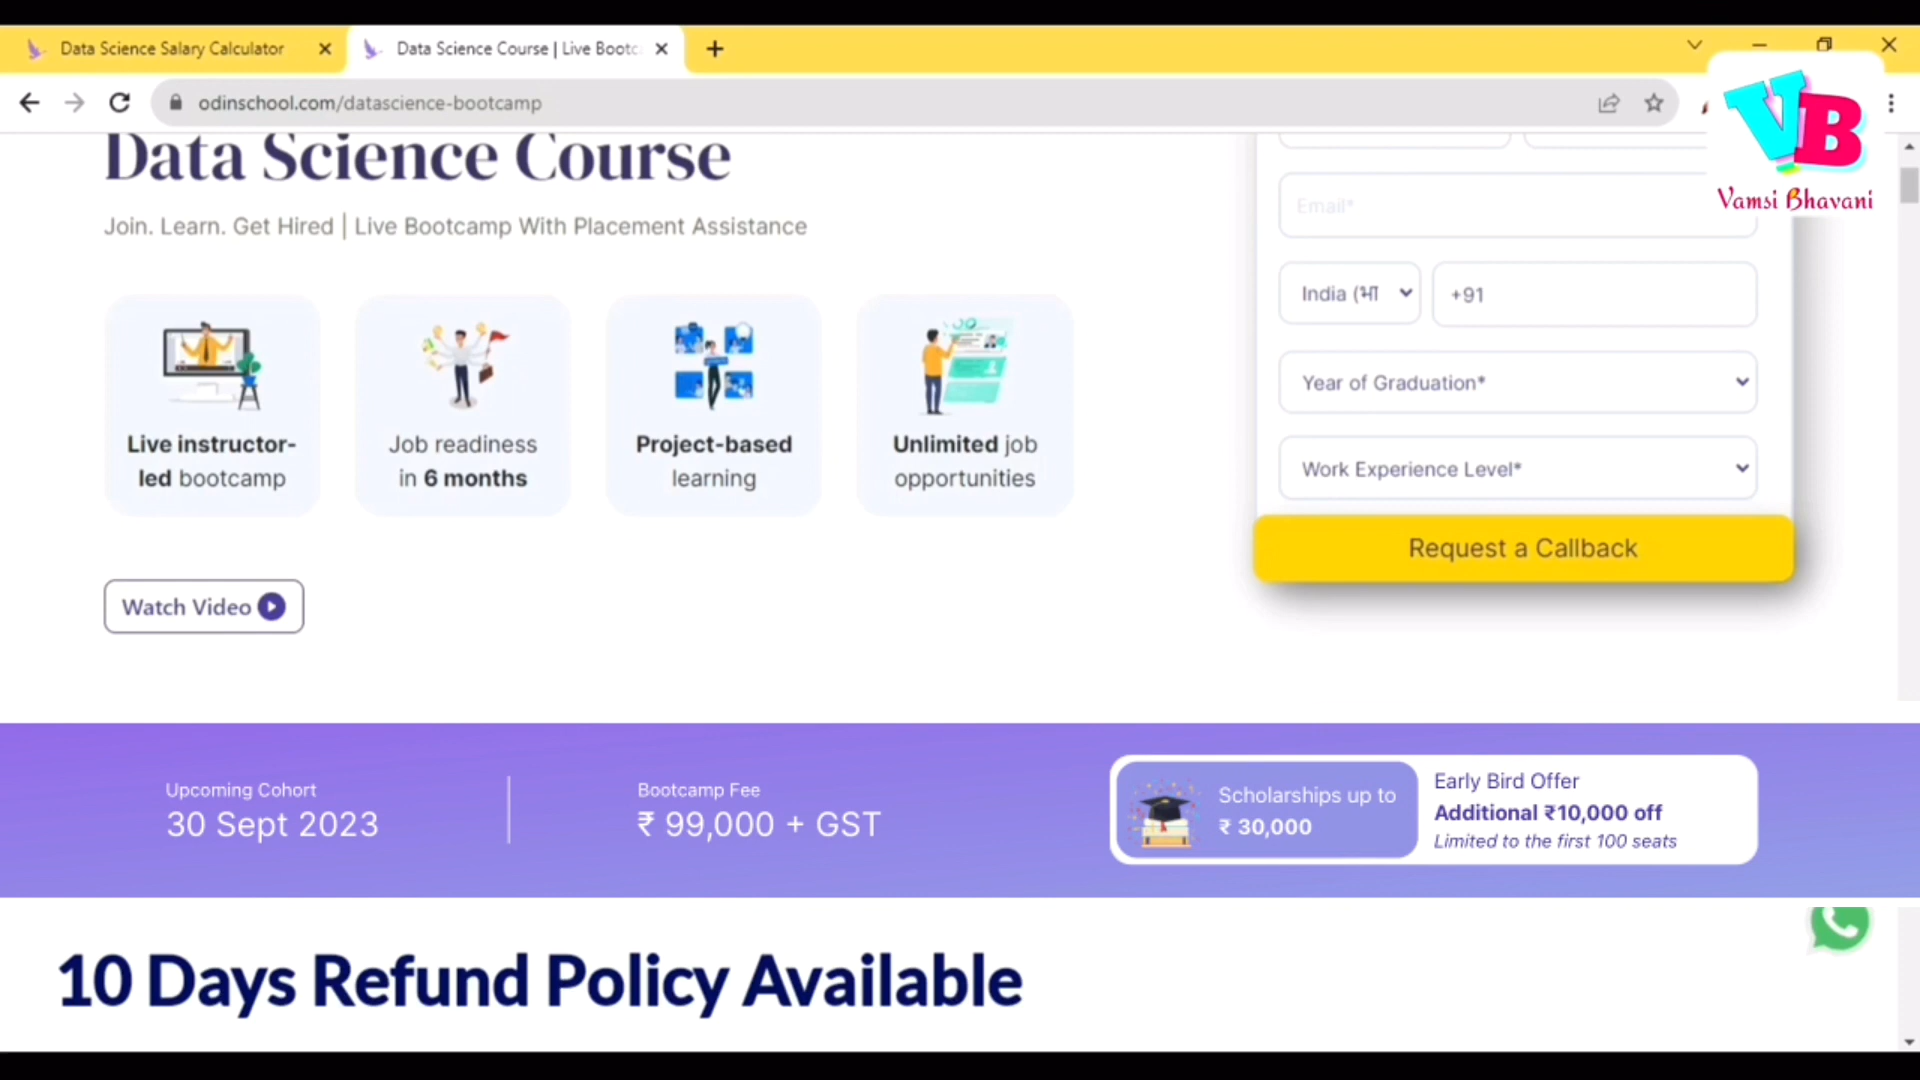 Data Science Salary Calculator
Data Science Course | Live Bootc
odinschool.com/datascience-bootcamp
VB
Vamsi Bhavani
Data Science Course
Join. Learn. Get Hired | Live Bootcamp With Placement Assistance
Live instructor-
led bootcamp
Job readiness
in 6 months
Project-based
learning
Unlimited job
opportunities
Watch Video
Email*
India (भा
+91
Year of Graduation*
Work Experience Level*
Request a Callback
Upcoming Cohort
30 Sept 2023
Bootcamp Fee
₹ 99,000 + GST
Scholarships up to
₹ 30,000
Early Bird Offer
Additional ₹10,000 off
Limited to the first 100 seats
10 Days Refund Policy Available